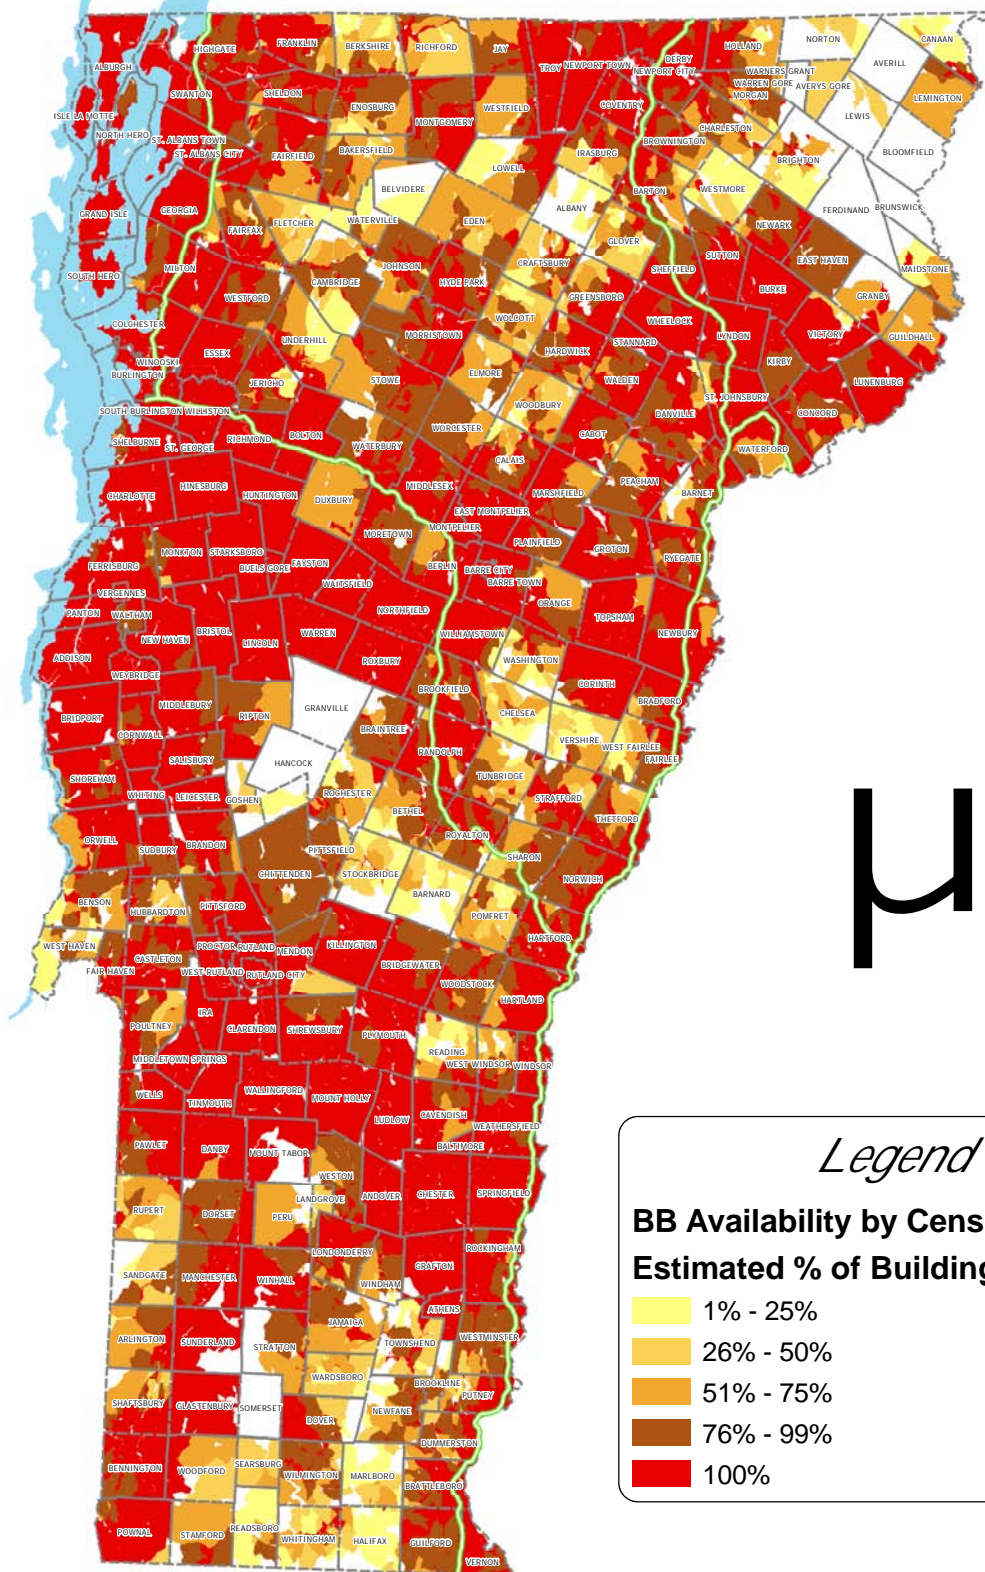 HIGHGATE
FRANKLIN
BERKSHIRE
RICHFORD
JAY
TROY
NEWPORT TOWN
DERBY
NEWPORT CITY
HOLLAND
NORTON
CANAAN
ALBURGH
AVERILL
WARNERS GRANT
WARREN GORE
AVERYS GORE
MORGAN
LEMINGTON
SWANTON
SHELDON
ENOSBURG
MONTGOMERY
WESTFIELD
COVENTRY
LEWIS
ISLE LA MOTTE
NORTH HERO
ST. ALBANS TOWN
ST. ALBANS CITY
FAIRFIELD
BAKERSFIELD
LOWELL
IRASBURG
BROWNINGTON
CHARLESTON
BRIGHTON
BLOOMFIELD
BELVIDERE
BARTON
WESTMORE
GRAND ISLE
GEORGIA
FAIRFAX
FLETCHER
WATERVILLE
EDEN
ALBANY
GLOVER
NEWARK
FERDINAND
BRUNSWICK
SOUTH HERO
MILTON
WESTFORD
CAMBRIDGE
JOHNSON
HYDE PARK
CRAFTSBURY
GREENSBORO
SHEFFIELD
SUTTON
BURKE
EAST HAVEN
MAIDSTONE
GRANBY
COLCHESTER
UNDERHILL
MORRISTOWN
WOLCOTT
HARDWICK
STANNARD
WHEELOCK
LYNDON
VICTORY
GUILDHALL
WINOOSKI
ESSEX
BURLINGTON
JERICHO
STOWE
ELMORE
WOODBURY
WALDEN
KIRBY
LUNENBURG
SOUTH BURLINGTON
WILLISTON
ST. JOHNSBURY
DANVILLE
CONCORD
SHELBURNE
ST. GEORGE
RICHMOND
BOLTON
WATERBURY
WORCESTER
CALAIS
CABOT
WATERFORD
CHARLOTTE
HINESBURG
HUNTINGTON
DUXBURY
MIDDLESEX
EAST MONTPELIER
MARSHFIELD
PEACHAM
BARNET
MORETOWN
MONTPELIER
PLAINFIELD
GROTON
RYEGATE
FERRISBURG
MONKTON
STARKSBORO
BUELS GORE
FAYSTON
BERLIN
BARRE CITY
BARRE TOWN
VERGENNES
WAITSFIELD
ORANGE
PANTON
WALTHAM
NORTHFIELD
TOPSHAM
NEW HAVEN
BRISTOL
LINCOLN
WARREN
WILLIAMSTOWN
NEWBURY
ADDISON
WEYBRIDGE
ROXBURY
WASHINGTON
BRIDPORT
MIDDLEBURY
RIPTON
GRANVILLE
BROOKFIELD
CORINTH
BRADFORD
CORNWALL
BRAINTREE
CHELSEA
SALISBURY
HANCOCK
RANDOLPH
VERSHIRE
WEST FAIRLEE
FAIRLEE
SHOREHAM
WHITING
LEICESTER
GOSHEN
ROCHESTER
TUNBRIDGE
STRAFFORD
BETHEL
THETFORD
ORWELL
SUDBURY
BRANDON
PITTSFIELD
ROYALTON
SHARON
CHITTENDEN
STOCKBRIDGE
NORWICH
BENSON
HUBBARDTON
PITTSFORD
BARNARD
POMFRET
WEST HAVEN
CASTLETON
PROCTOR
RUTLAND
MENDON
KILLINGTON
HARTFORD
FAIR HAVEN
WEST RUTLAND
RUTLAND CITY
BRIDGEWATER
WOODSTOCK
HARTLAND
IRA
POULTNEY
CLARENDON
SHREWSBURY
PLYMOUTH
READING
MIDDLETOWN SPRINGS
WEST WINDSOR
WINDSOR
WELLS
TINMOUTH
WALLINGFORD
MOUNT HOLLY
LUDLOW
CAVENDISH
WEATHERSFIELD
PAWLET
DANBY
MOUNT TABOR
BALTIMORE
WESTON
LANDGROVE
ANDOVER
CHESTER
SPRINGFIELD
RUPERT
DORSET
PERU
LONDONDERRY
ROCKINGHAM
GRAFTON
SANDGATE
MANCHESTER
WINHALL
WINDHAM
ATHENS
ARLINGTON
SUNDERLAND
STRATTON
JAMAICA
TOWNSHEND
WESTMINSTER
WARDSBORO
BROOKLINE
PUTNEY
SHAFTSBURY
GLASTENBURY
SOMERSET
DOVER
NEWFANE
DUMMERSTON
BENNINGTON
WOODFORD
SEARSBURG
WILMINGTON
MARLBORO
BRATTLEBORO
POWNAL
STAMFORD
READSBORO
WHITINGHAM
HALIFAX
GUILFORD
VERNON
µ
Legend
BB Availability by Cens
Estimated % of Building
1% - 25%
26% - 50%
51% - 75%
76% - 99%
100%